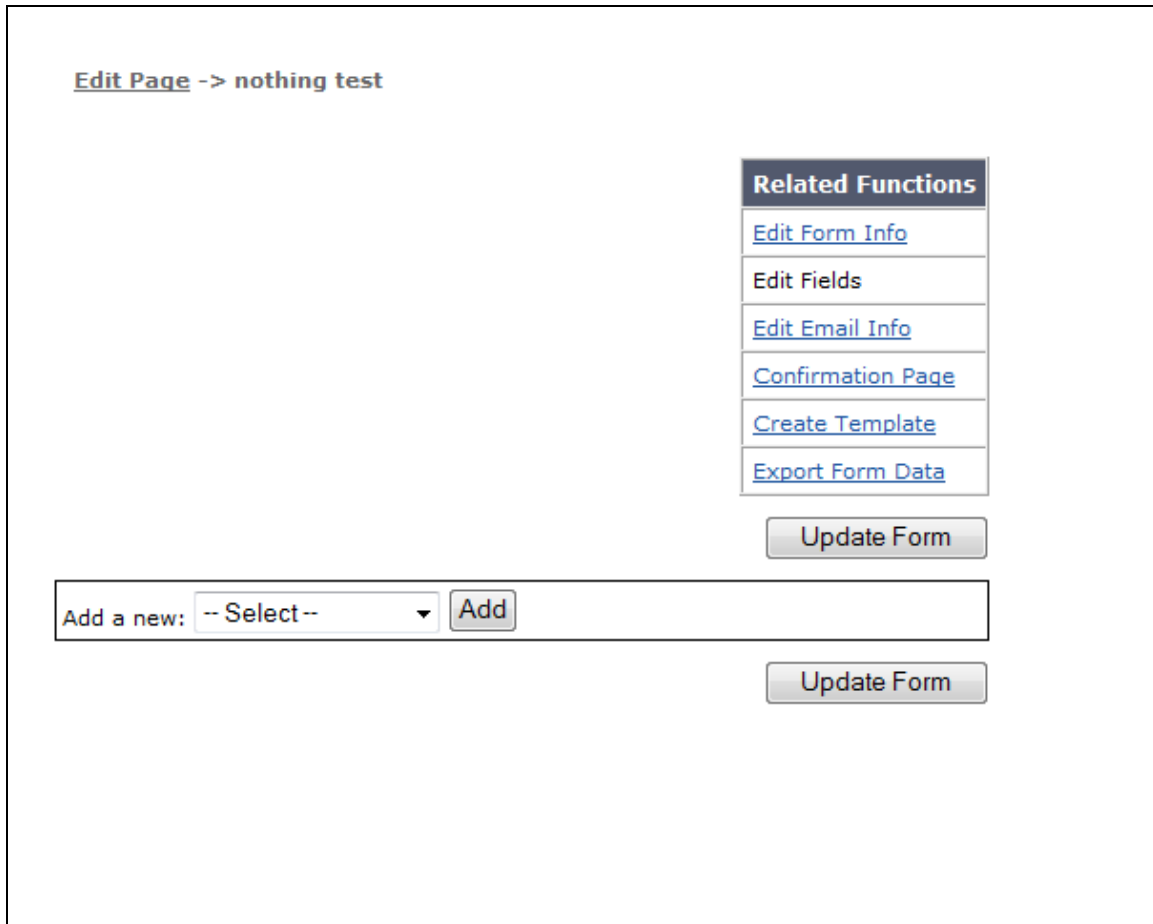 Edit Page -> nothing test
Related Functions
Edit Form Info
Edit Fields
Edit Email Info
Confirmation Page
Create Template
Export Form Data
Update Form
Add a new: -- Select -- Add
Update Form